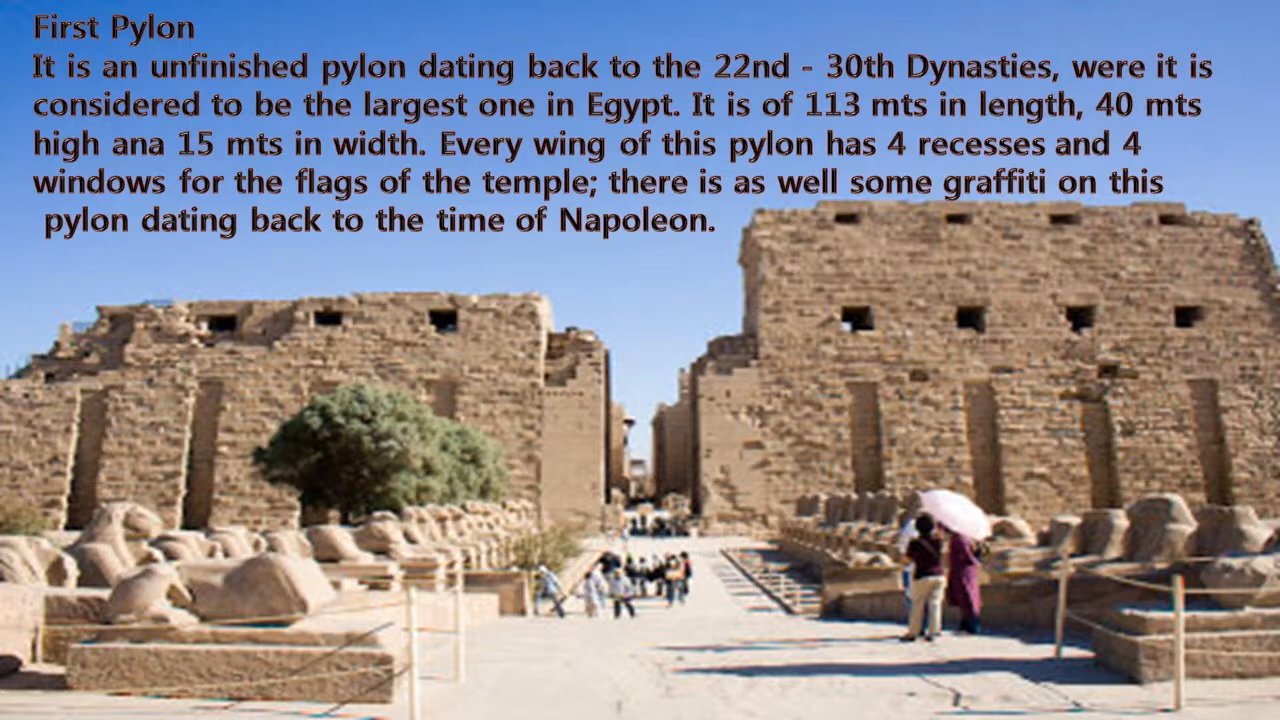 First Pylon
It is an unfinished pylon dating back to the 22nd - 30th Dynasties, were it is
considered to be the largest one in Egypt. It is of 113 mts in length, 40 mts
high ana 15 mts in width. Every wing of this pylon has 4 recesses and 4
windows for the flags of the temple; there is as well some graffiti on this
pylon dating back to the time of Napoleon.